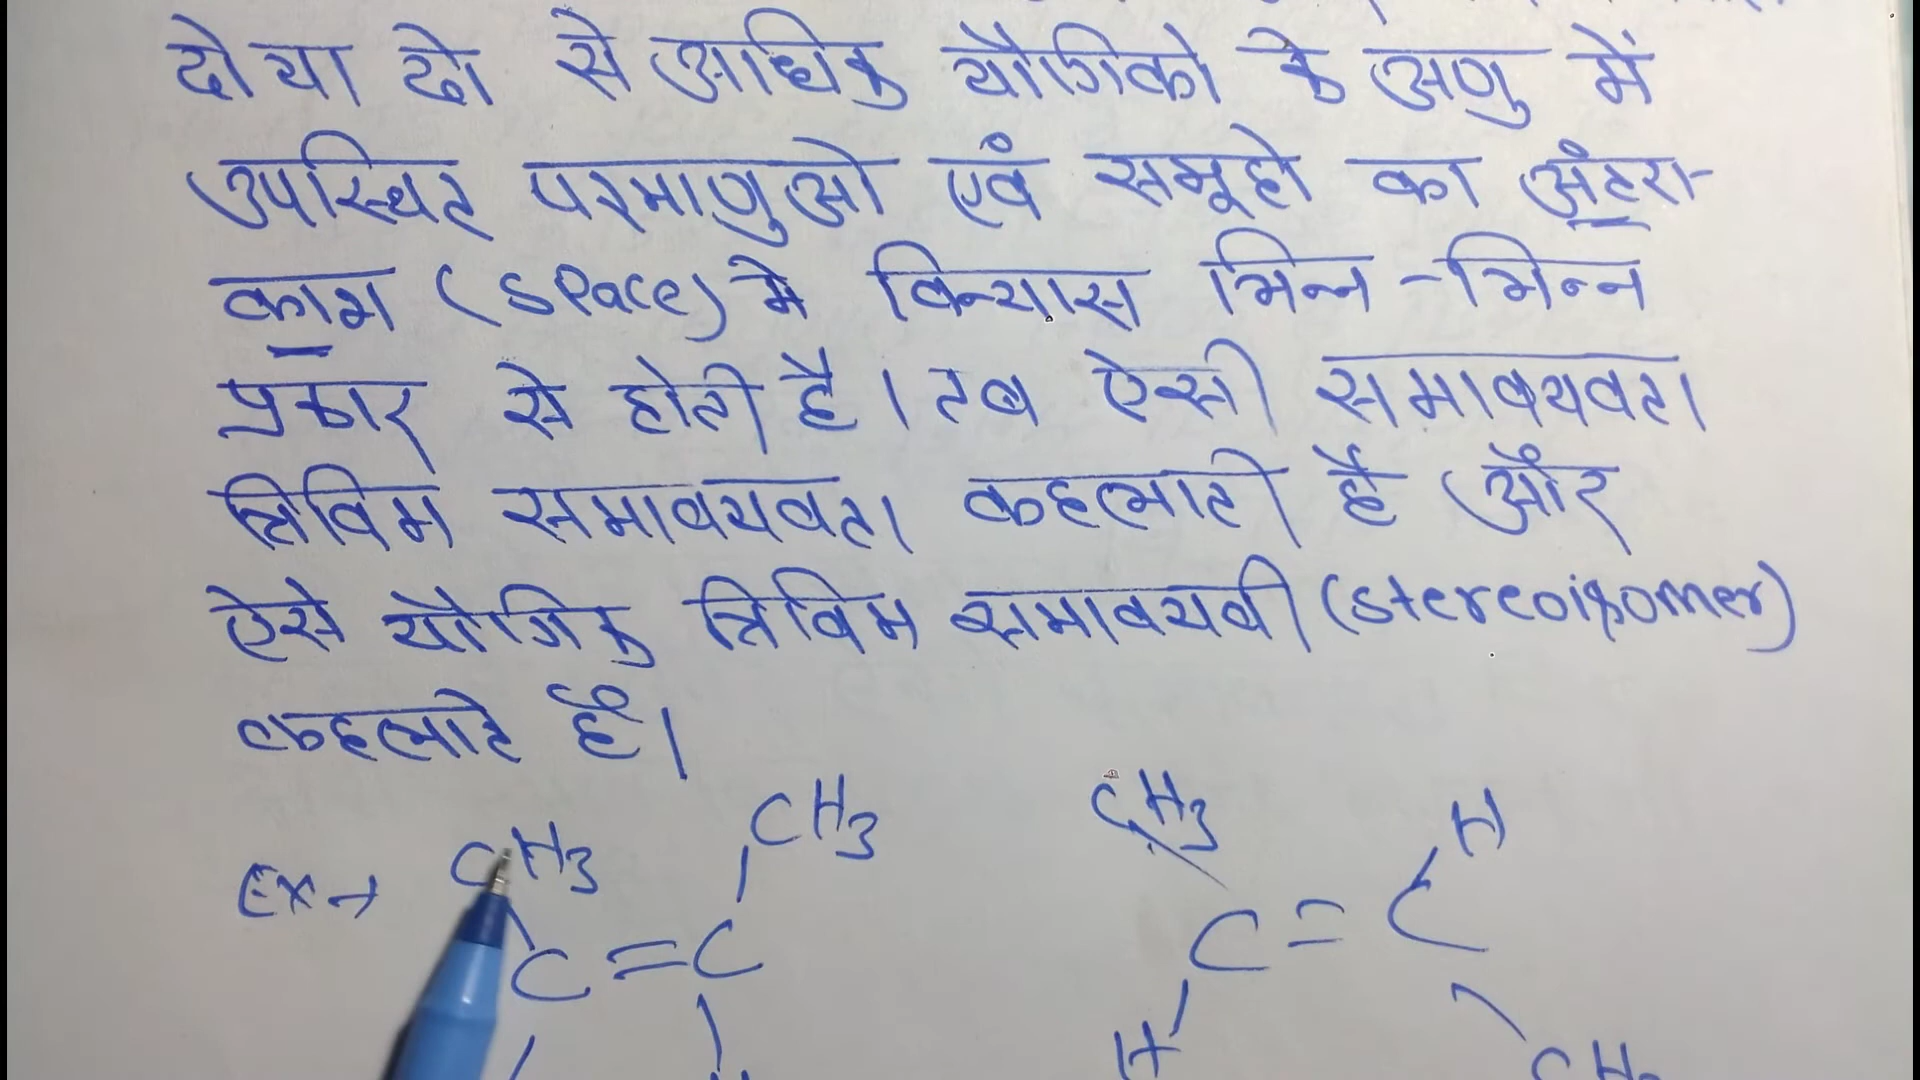 दो या दो से अधिक यौगिको के अणु में
उपस्थित परमाणुओ एवं समूहो का अंतरा-
काश (space) मे विन्यास भिन्न-भिन्न
प्रकार से होती है। तब ऐसी समावयवता
त्रिविम समावयवता कहलाती है और
ऐसे यौगिक त्रिविम समावयवी (stereoisomer)
कहलाते हैं।
CH3 CH3 CH3 H
Ex→
C=C C=C
H CH3